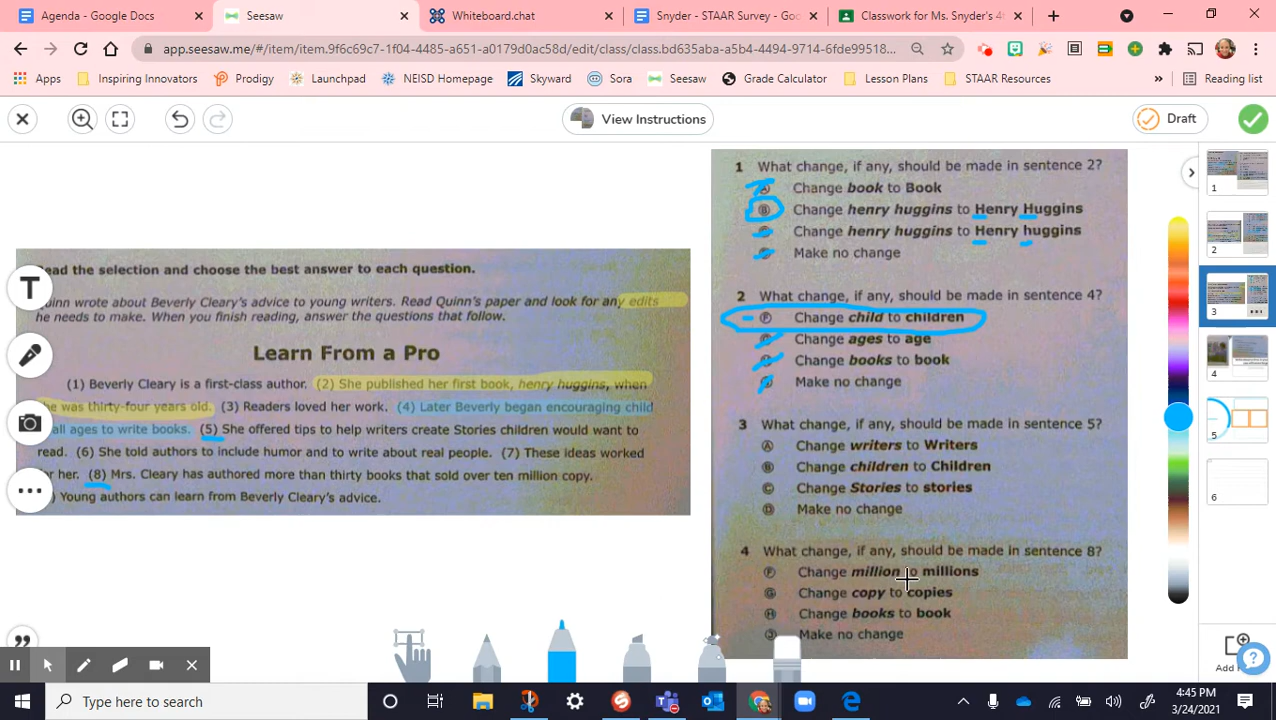 Agenda - Google Docs
Seesaw
Whiteboard.chat
Snyder - STAAR Survey - Goo
Classwork for Ms. Snyder's 4t
app.seesaw.me/#/item/item.9f6c69c7-1f04-4485-a651-a0179d0ac58d/edit/class/class.bd635aba-a5b4-4494-9714-6fde99518...
Apps
Inspiring Innovators
Prodigy
Launchpad
NEISD Homepage
Skyward
Sora
Seesaw
Grade Calculator
Lesson Plans
STAAR Resources
»
Reading list
View Instructions
Draft
ead the selection and choose the best answer to each question.
uinn wrote about Beverly Cleary's advice to young writers. Read Quinn's paper and look for any edits
he needs to make. When you finish reading, answer the questions that follow.
Learn From a Pro
(1) Beverly Cleary is a first-class author. (2) She published her first book, henry huggins, when
he was thirty-four years old. (3) Readers loved her work. (4) Later Beverly began encouraging child
all ages to write books. (5) She offered tips to help writers create Stories children would want to
read. (6) She told authors to include humor and to write about real people. (7) These ideas worked
or her. (8) Mrs. Cleary has authored more than thirty books that sold over ten million copy.
) Young authors can learn from Beverly Cleary's advice.
1 What change, if any, should be made in sentence 2?
Change book to Book
B Change henry huggins to Henry Huggins
Change henry huggins to Henry huggins
Make no change
2 What change, if any, should be made in sentence 4?
F Change child to children
Change ages to age
Change books to book
Make no change
3 What change, if any, should be made in sentence 5?
A Change writers to Writers
B Change children to Children
C Change Stories to stories
D Make no change
4 What change, if any, should be made in sentence 8?
F Change million to millions
G Change copy to copies
H Change books to book
J Make no change
T
1
2
3
4
5
6
Add
?
Type here to search
4:45 PM
3/24/2021